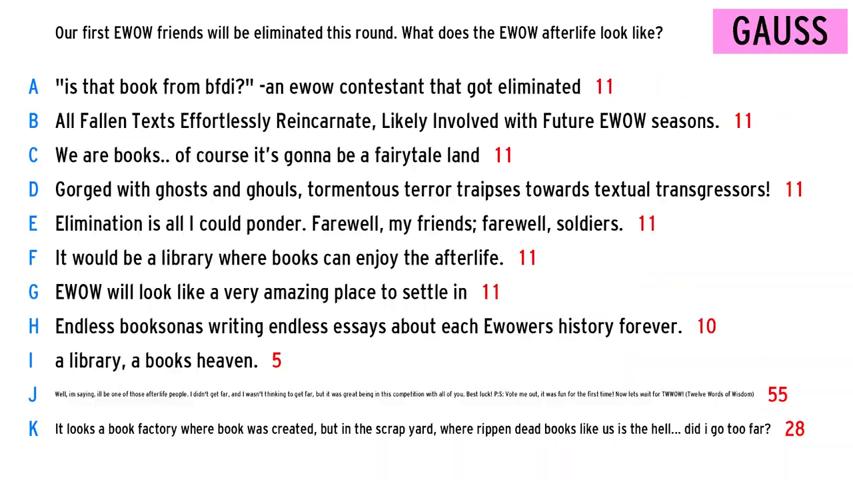 Our first EWOW friends will be eliminated this round. What does the EWOW afterlife look like?
GAUSS
A "is that book from bfdi?" -an ewow contestant that got eliminated 11
B All Fallen Texts Effortlessly Reincarnate, Likely Involved with Future EWOW seasons. 11
C We are books.. of course it's gonna be a fairytale land 11
D Gorged with ghosts and ghouls, tormentous terror traipses towards textual transgressors! 11
E Elimination is all I could ponder. Farewell, my friends; farewell, soldiers. 11
F It would be a library where books can enjoy the afterlife. 11
G EWOW will look like a very amazing place to settle in 11
H Endless booksonas writing endless essays about each Ewowers history forever. 10
I a library, a books heaven. 5
J Well, im saying, ill be one of those afterlife people. I didn't get far, and I wasn't thinking to get far, but it was great being in this competition with all of you. Best luck! P.S: Vote me out, it was fun for the first time! Now lets wait for TWWOW! (Twelve Words of Wisdom) 55
K It looks a book factory where book was created, but in the scrap yard, where rippen dead books like us is the hell... did i go too far? 28